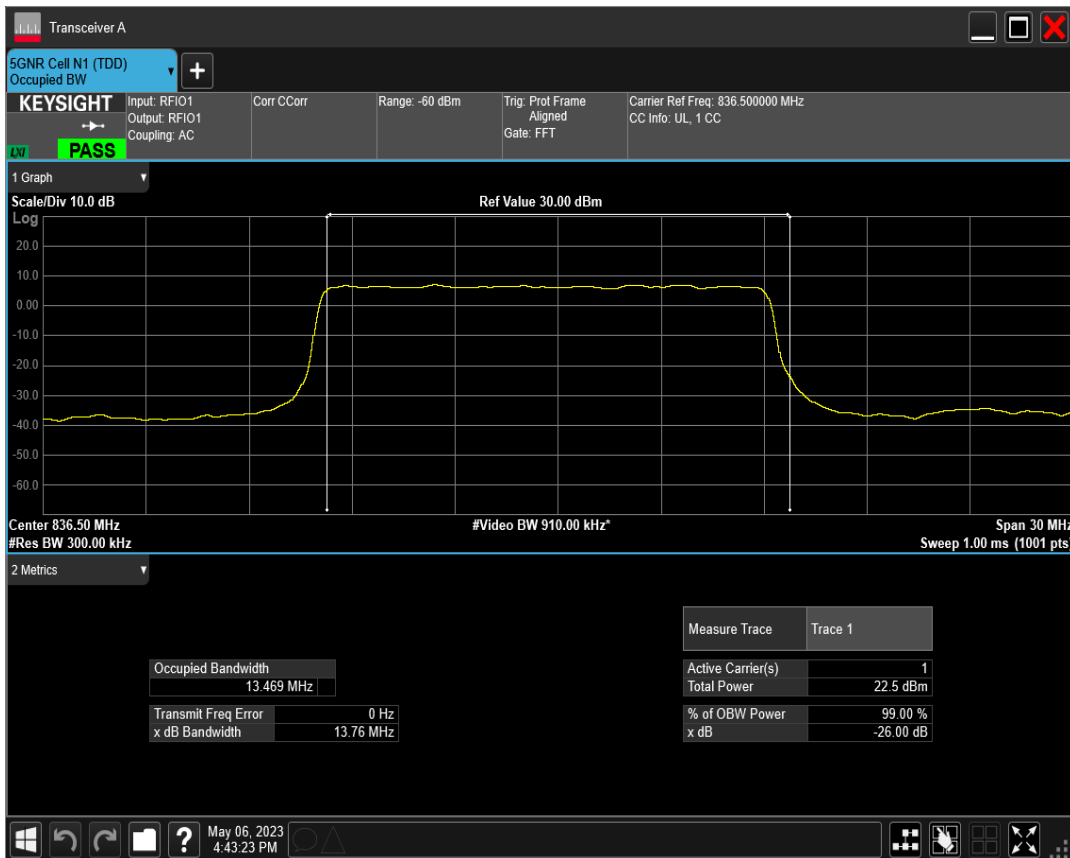 Transceiver A
5GNR Cell N1 (TDD)
Occupied BW
+
KEYSIGHT
LXI
PASS
Input: RFIO1
Output: RFIO1
Coupling: AC
Corr CCorr
Range: -60 dBm
Trig: Prot Frame
Aligned
Gate: FFT
Carrier Ref Freq: 836.500000 MHz
CC Info: UL, 1 CC
1 Graph
Scale/Div 10.0 dB
Ref Value 30.00 dBm
Log
20.0
10.0
0.00
-10.0
-20.0
-30.0
-40.0
-50.0
-60.0
Center 836.50 MHz
#Video BW 910.00 kHz*
Span 30 MHz
#Res BW 300.00 kHz
Sweep 1.00 ms (1001 pts)
2 Metrics
Measure Trace Trace 1
Occupied Bandwidth
13.469 MHz
Active Carrier(s) 1
Total Power 22.5 dBm
Transmit Freq Error 0 Hz
x dB Bandwidth 13.76 MHz
% of OBW Power 99.00 %
x dB -26.00 dB
?
May 06, 2023
4:43:23 PM